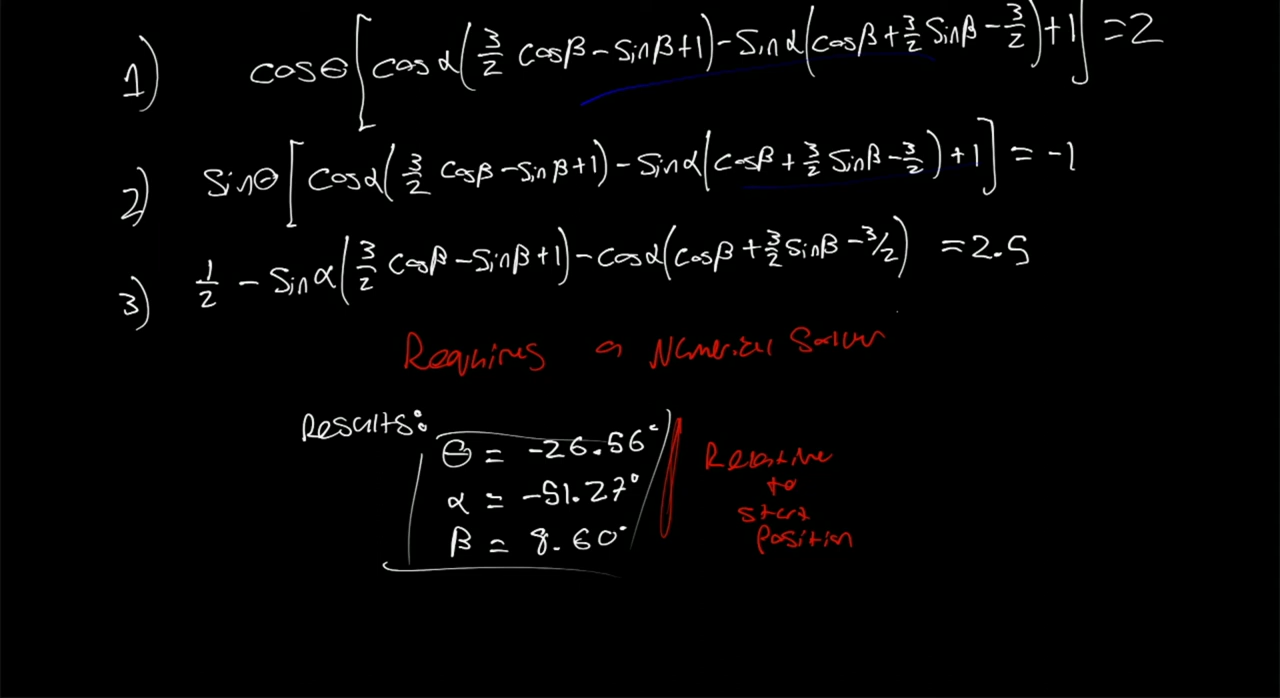 1) cosθ[cosα(3/2 cosβ-sinβ+1)-sinα(cosβ+3/2 sinβ-3/2)+1]=2
2) sinθ[cosα(3/2 cosβ-sinβ+1)-sinα(cosβ+3/2 sinβ-3/2)+1]=-1
3) 1/2 - sinα(3/2 cosβ-sinβ+1)-cosα(cosβ+3/2 sinβ-3/2) =2.5
Requires a Numerical Solver
Results:
θ = -26.56°
α = -51.27°
β = 8.60°
Relative
to
start
Position